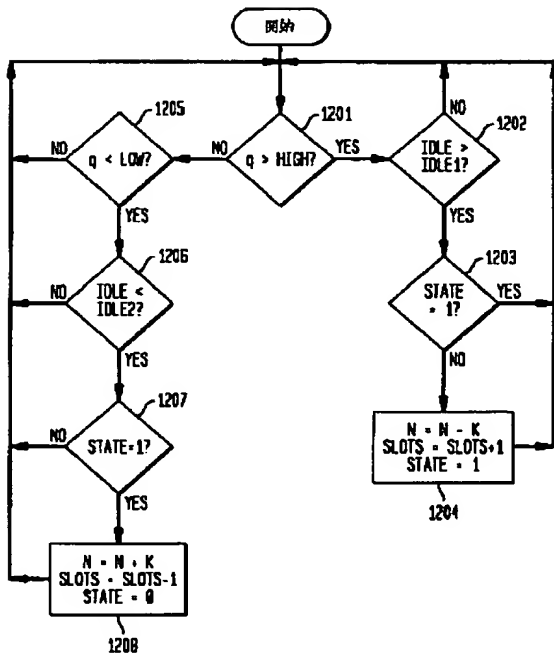 開始
1205
1201
1202
NO
q < LOW?
NO
q > HIGH?
YES
IDLE >
IDLE1?
NO
YES
YES
1206
1203
NO
IDLE <
IDLE2?
STATE
= 1?
YES
YES
NO
1207
NO
STATE=1?
N = N - K
SLOTS = SLOTS+1
STATE = 1
YES
1204
N = N + K
SLOTS - SLOTS-1
STATE = 0
1208